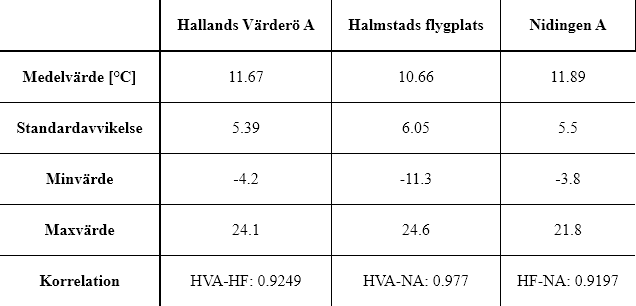 Hallands Värderö A Halmstads flygplats Nidingen A
Medelvärde [°C] 11.67 10.66 11.89
Standardavvikelse 5.39 6.05 5.5
Minvärde -4.2 -11.3 -3.8
Maxvärde 24.1 24.6 21.8
Korrelation HVA-HF: 0.9249 HVA-NA: 0.977 HF-NA: 0.9197